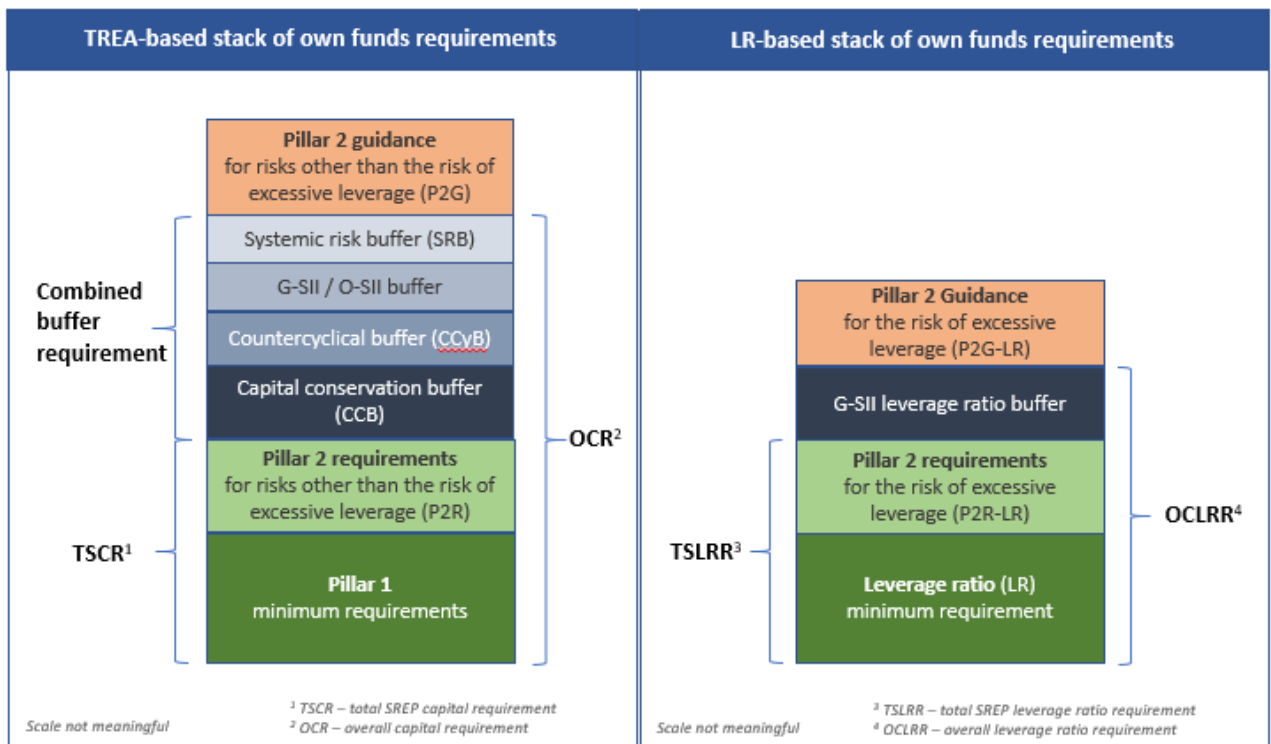 TREA-based stack of own funds requirements
Pillar 2 guidance
for risks other than the risk of
excessive leverage (P2G)
Systemic risk buffer (SRB)
G-SII / O-SII buffer
Countercyclical buffer (CCyB)
Capital conservation buffer
(CCB)
Pillar 2 requirements
for risks other than the risk of
excessive leverage (P2R)
Pillar 1
minimum requirements
Combined
buffer
requirement
TSCR¹
OCR²
Scale not meaningful
¹ TSCR – total SREP capital requirement
² OCR – overall capital requirement
LR-based stack of own funds requirements
Pillar 2 Guidance
for the risk of excessive
leverage (P2G-LR)
G-SII leverage ratio buffer
Pillar 2 requirements
for the risk of excessive
leverage (P2R-LR)
Leverage ratio (LR)
minimum requirement
TSLRR³
OCLRR⁴
Scale not meaningful
³ TSLRR – total SREP leverage ratio requirement
⁴ OCLRR – overall leverage ratio requirement